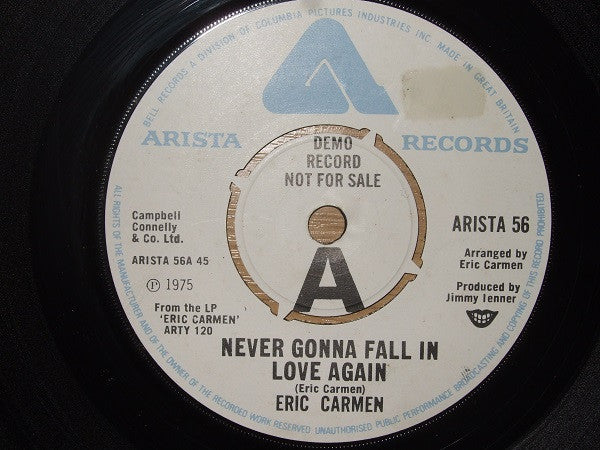 BELL RECORDS A DIVISION OF COLUMBIA PICTURES INDUSTRIES INC. MADE IN GREAT BRITAIN
ARISTA RECORDS
DEMO
RECORD
NOT FOR SALE
Campbell
Connelly
& Co. Ltd.
ARISTA 56A 45
℗ 1975
From the LP
'ERIC CARMEN'
ARTY 120
ARISTA 56
Arranged by
Eric Carmen
Produced by
Jimmy Ienner
A
NEVER GONNA FALL IN
LOVE AGAIN
(Eric Carmen)
ERIC CARMEN
ALL RIGHTS OF THE MANUFACTURER AND OF THE OWNER OF THE RECORDED WORK RESERVED. UNAUTHORISED PUBLIC PERFORMANCE BROADCASTING AND COPYING OF THIS RECORD PROHIBITED